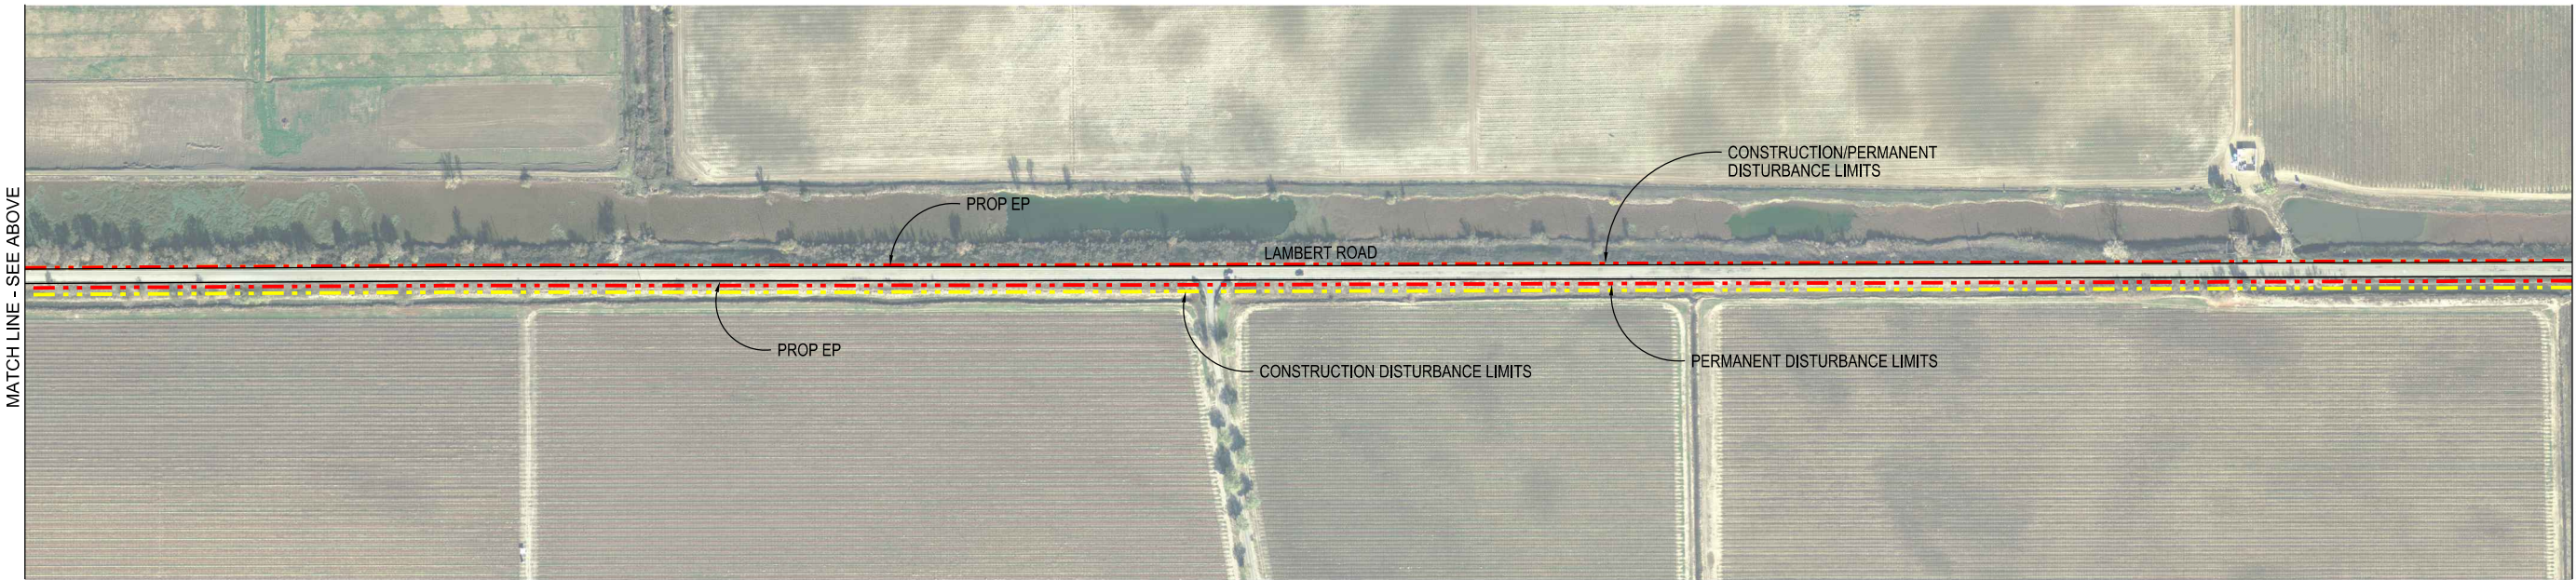 MATCH LINE - SEE ABOVE
CONSTRUCTION/PERMANENT
DISTURBANCE LIMITS
PROP EP
LAMBERT ROAD
PROP EP
CONSTRUCTION DISTURBANCE LIMITS
PERMANENT DISTURBANCE LIMITS